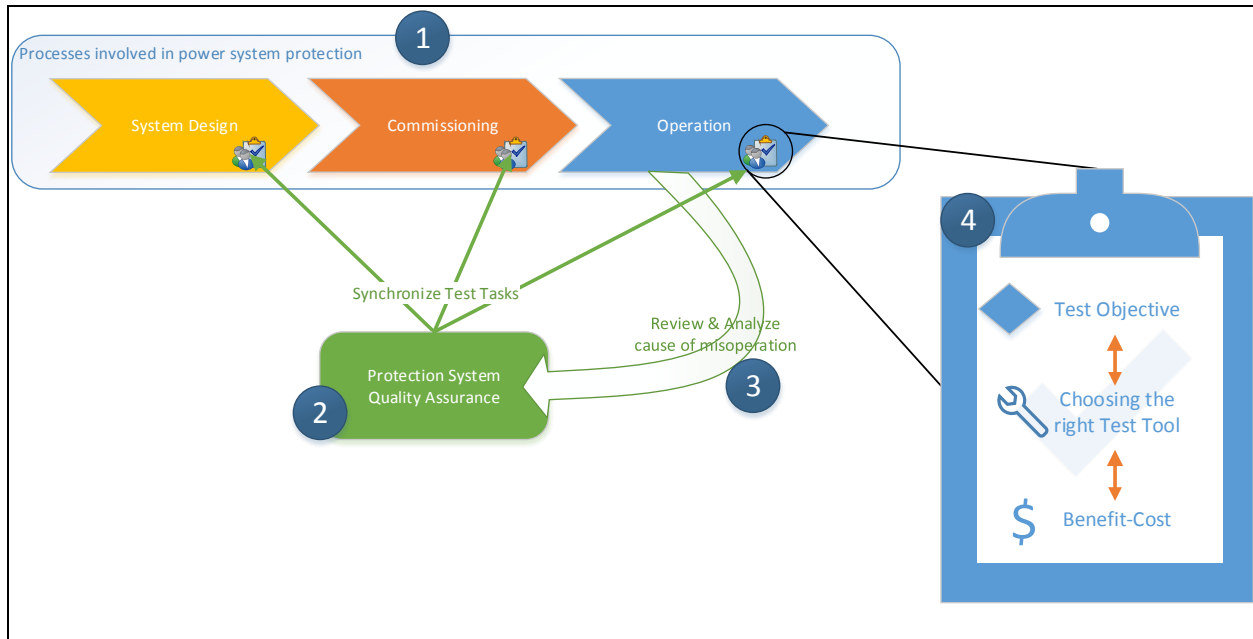 1
Processes involved in power system protection
System Design
Commissioning
Operation
Synchronize Test Tasks
2
Protection System
Quality Assurance
Review & Analyze
cause of misoperation
3
4
Test Objective
Choosing the
right Test Tool
$
Benefit-Cost